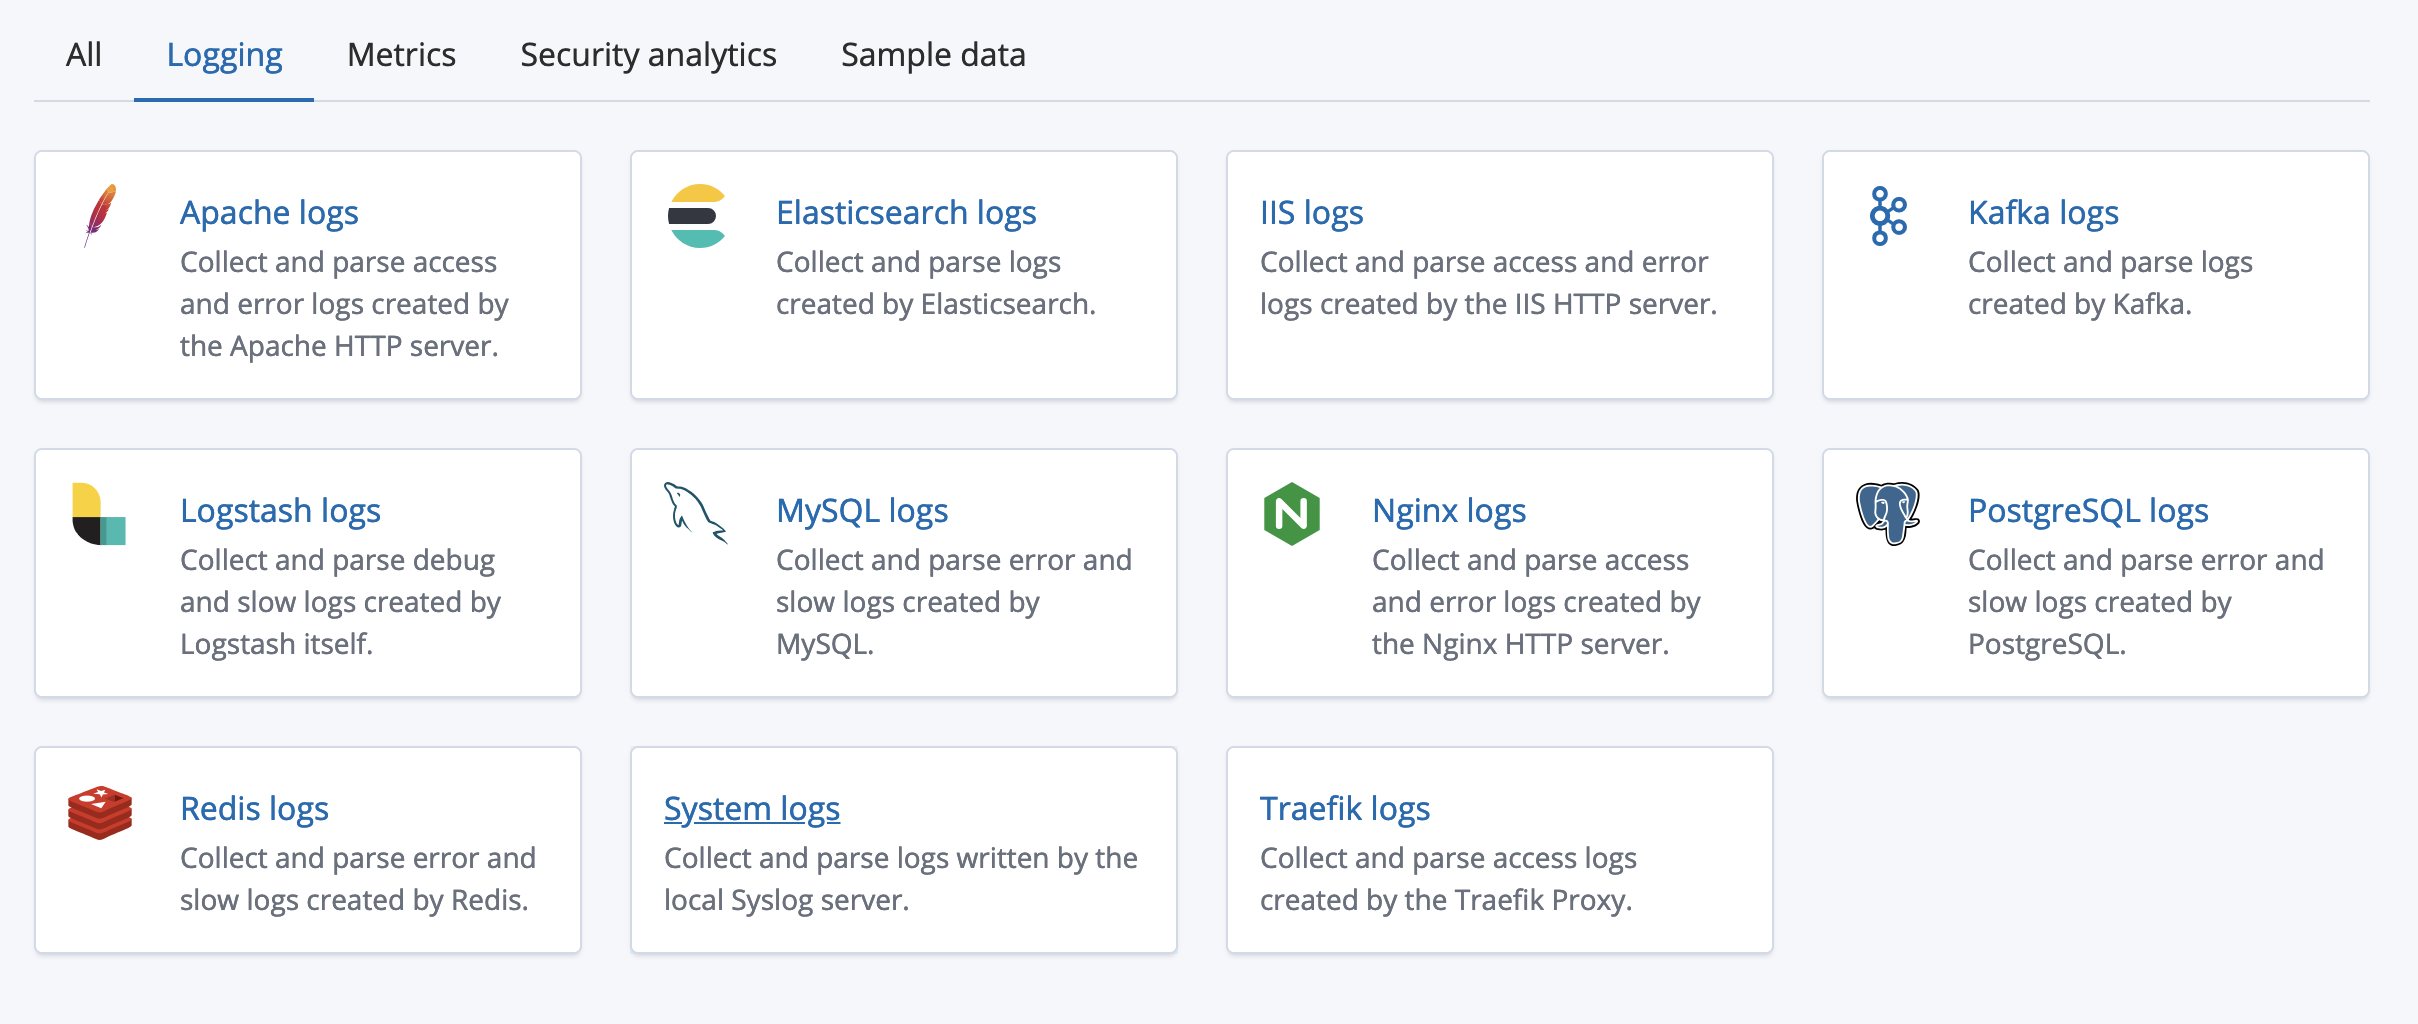 All
Logging
Metrics
Security analytics
Sample data
Apache logs
Collect and parse access
and error logs created by
the Apache HTTP server.
Elasticsearch logs
Collect and parse logs
created by Elasticsearch.
IIS logs
Collect and parse access and error
logs created by the IIS HTTP server.
Kafka logs
Collect and parse logs
created by Kafka.
Logstash logs
Collect and parse debug
and slow logs created by
Logstash itself.
MySQL logs
Collect and parse error and
slow logs created by
MySQL.
Nginx logs
Collect and parse access
and error logs created by
the Nginx HTTP server.
PostgreSQL logs
Collect and parse error and
slow logs created by
PostgreSQL.
Redis logs
Collect and parse error and
slow logs created by Redis.
System logs
Collect and parse logs written by the
local Syslog server.
Traefik logs
Collect and parse access logs
created by the Traefik Proxy.